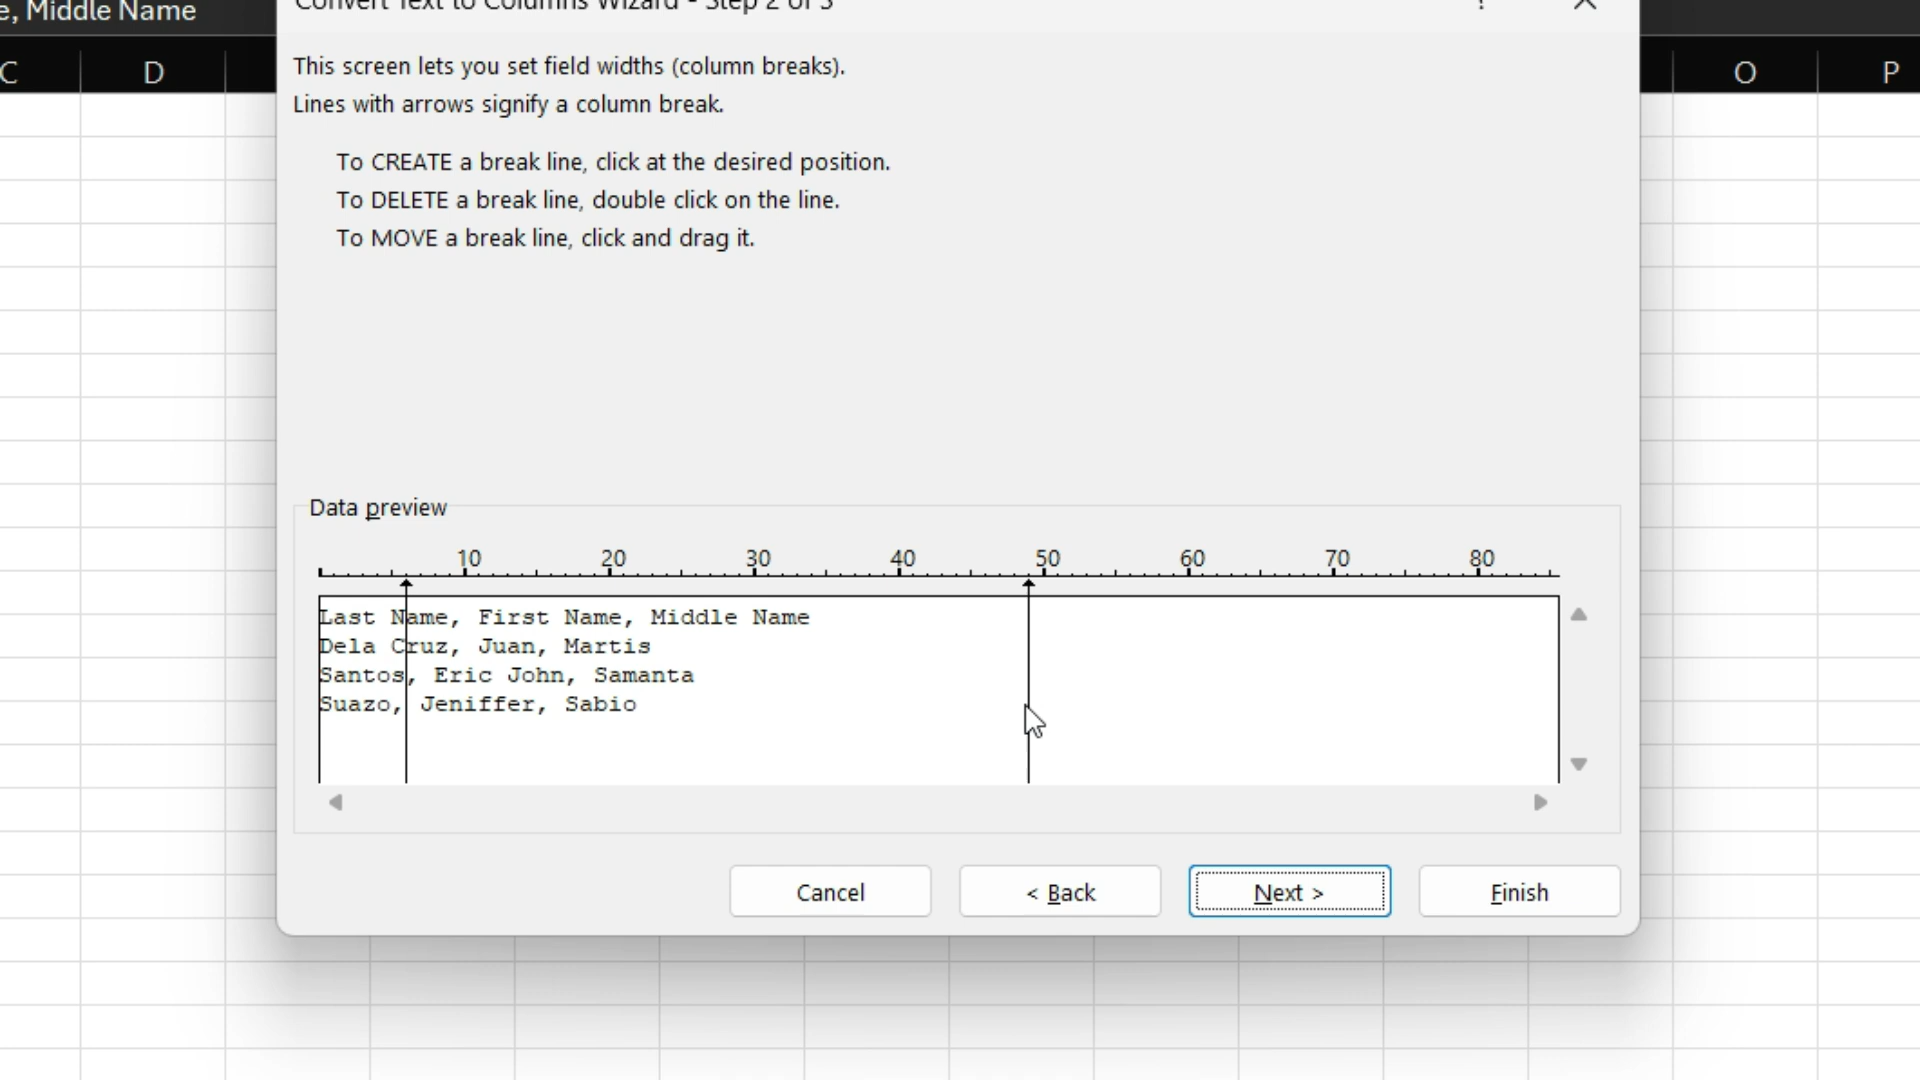 e, Middle Name
Convert Text to Columns Wizard - Step 2 of 3
?
C
D
O
P
This screen lets you set field widths (column breaks).
Lines with arrows signify a column break.
To CREATE a break line, click at the desired position.
To DELETE a break line, double click on the line.
To MOVE a break line, click and drag it.
Data preview
10 20 30 40 50 60 70 80
Last Name, First Name, Middle Name
Dela Cruz, Juan, Martis
Santos, Eric John, Samanta
Suazo, Jeniffer, Sabio
Cancel
< Back
Next >
Finish